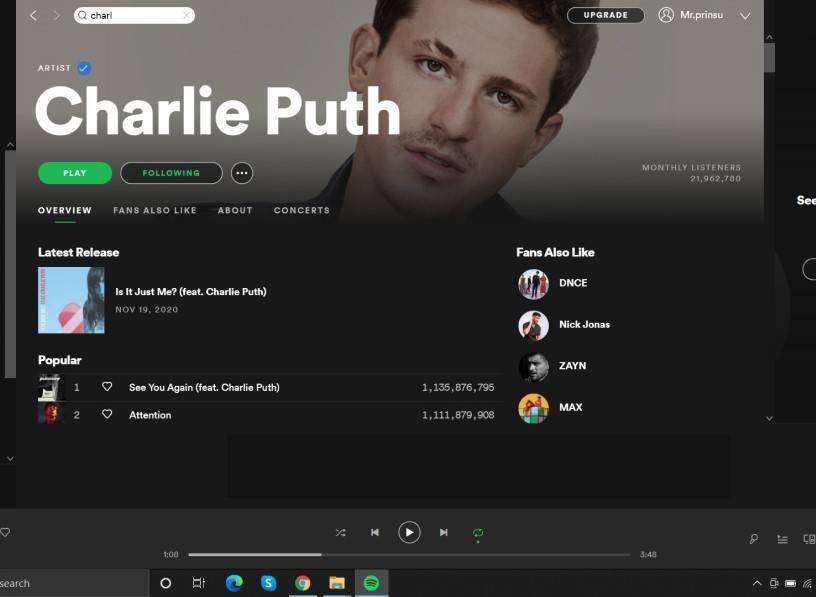 charl
UPGRADE
Mr.prinsu
ARTIST
Charlie Puth
PLAY
FOLLOWING
MONTHLY LISTENERS
21,962,780
See
OVERVIEW FANS ALSO LIKE ABOUT CONCERTS
Latest Release
Is It Just Me? (feat. Charlie Puth)
NOV 19, 2020
Popular
1 See You Again (feat. Charlie Puth) 1,135,876,795
2 Attention 1,111,879,908
Fans Also Like
DNCE
Nick Jonas
ZAYN
MAX
1:08 3:48
search